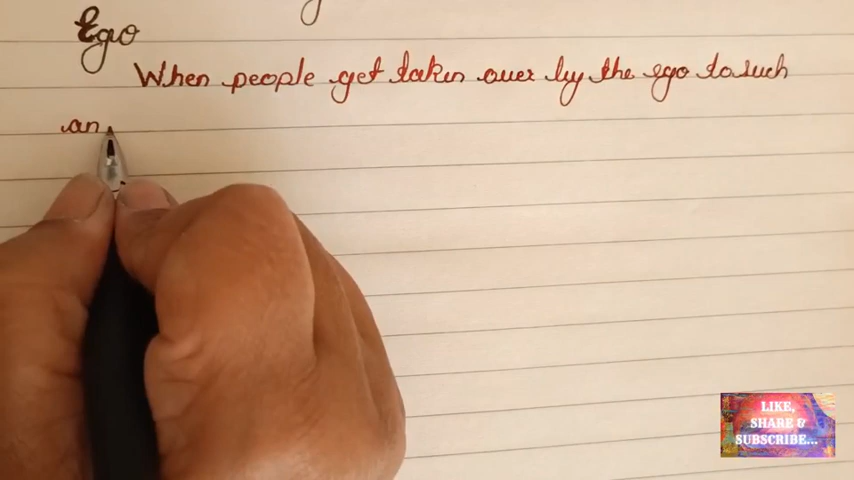 Ego
When people get taken over by the ego to such
an
LIKE,
SHARE &
SUBSCRIBE...